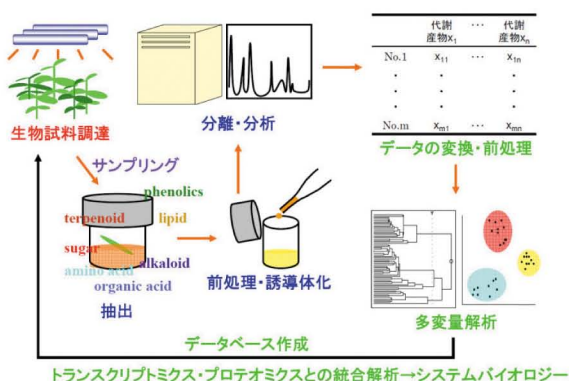 代謝 ・・・ 代謝
産物x1 産物xn
No.1 x11 ・・・ x1n
・ ・ ・
・ ・ ・
・ ・ ・
No.m xm1 ・・・ xmn
生物試料調達
分離・分析
データの変換・前処理
サンプリング
phenolics
terpenoid lipid
sugar
amino acid alkaloid
organic acid
抽出
前処理・誘導体化
多変量解析
データベース作成
トランスクリプトミクス・プロテオミクスとの統合解析→システムバイオロジー